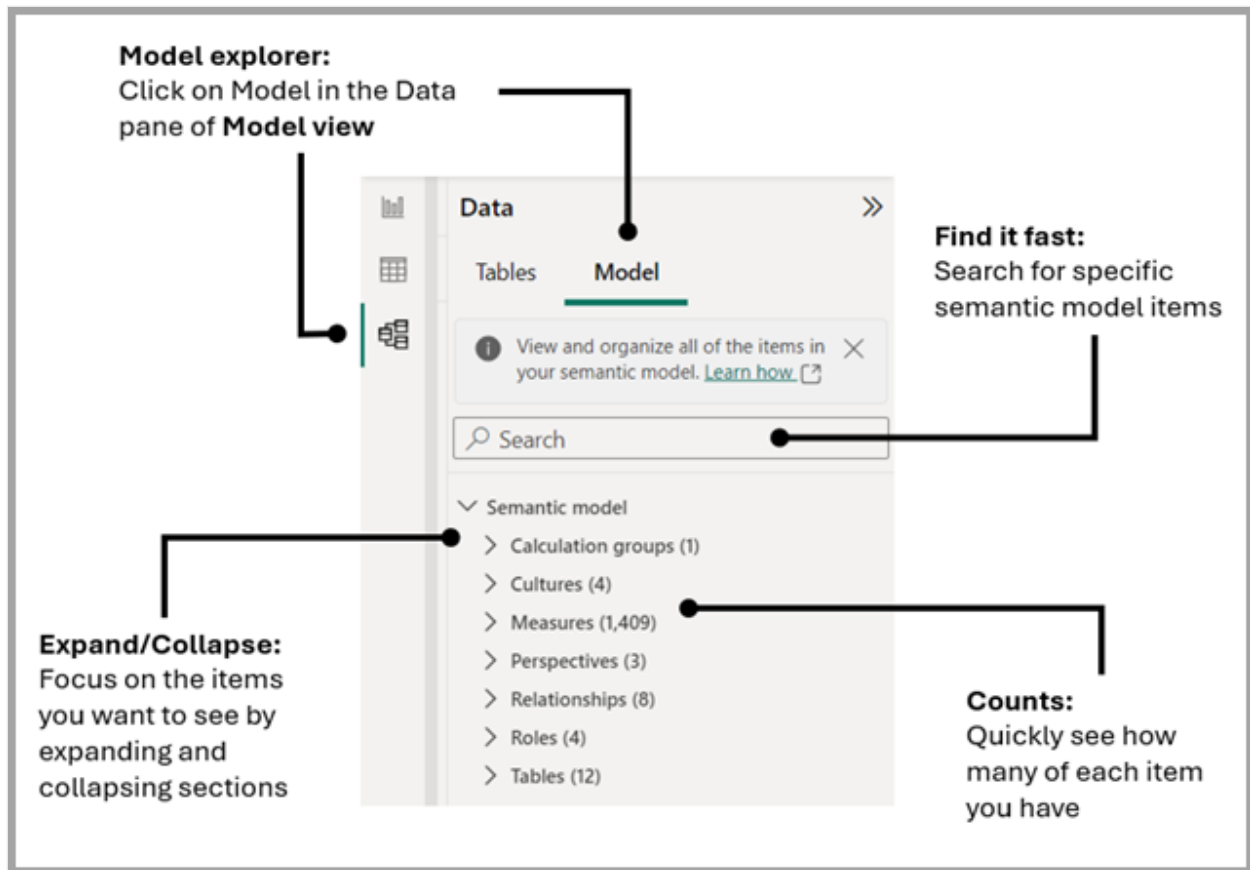 Model explorer:
Click on Model in the Data
pane of Model view
Data
Tables Model
View and organize all of the items in
your semantic model. Learn how
Search
Semantic model
Calculation groups (1)
Cultures (4)
Measures (1,409)
Perspectives (3)
Relationships (8)
Roles (4)
Tables (12)
Find it fast:
Search for specific
semantic model items
Expand/Collapse:
Focus on the items
you want to see by
expanding and
collapsing sections
Counts:
Quickly see how
many of each item
you have